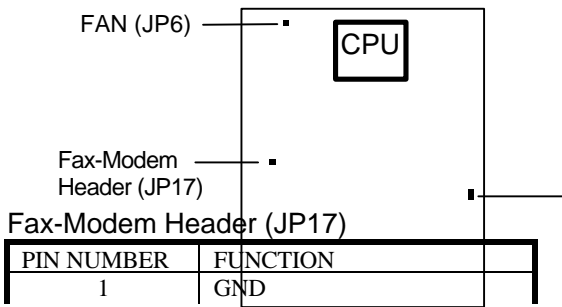 FAN (JP6)
CPU
Fax-Modem
Header (JP17)
Fax-Modem Header (JP17)
PIN NUMBER FUNCTION
1 GND